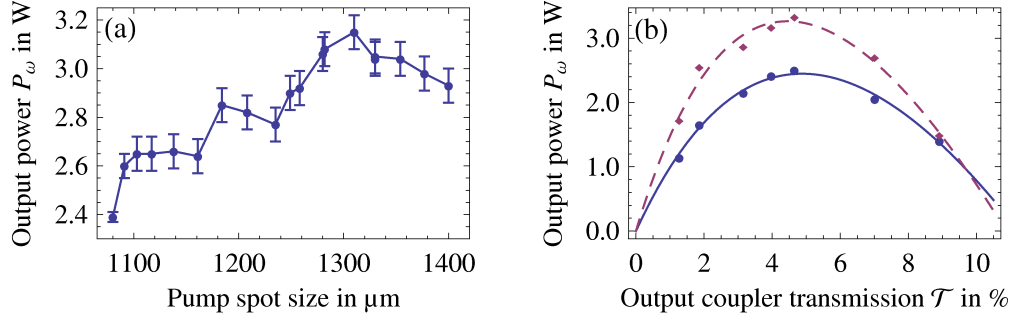 (a)
Output power Pω in W
3.2
3.0
2.8
2.6
2.4
1100 1200 1300 1400
Pump spot size in μm
(b)
Output power Pω in W
3.0
2.0
1.0
0.0
0 2 4 6 8 10
Output coupler transmission 𝒯 in %